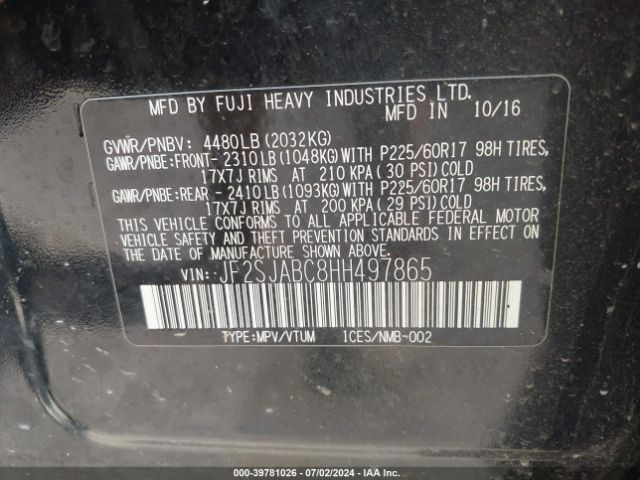 MFD BY FUJI HEAVY INDUSTRIES LTD.
MFD IN 10/16
GVWR/PNBV: 4480LB(2032KG)
GAWR/PNBE:FRONT- 2310LB(1048KG)WITH P225/60R17 98H TIRES,
17X7J RIMS AT 210 KPA(30 PSI)COLD
GAWR/PNBE:REAR - 2410LB(1093KG)WITH P225/60R17 98H TIRES,
17X7J RIMS AT 200 KPA(29 PSI)COLD
THIS VEHICLE CONFORMS TO ALL APPLICABLE FEDERAL MOTOR
VEHICLE SAFETY AND THEFT PREVENTION STANDARDS IN EFFECT ON
THE DATE OF MANUFACTURE SHOWN ABOVE.
VIN: JF2SJABC8HH497865
TYPE:MPV/VTUM ICES/NMB-002
000-39781026 - 07/02/2024 - IAA Inc.